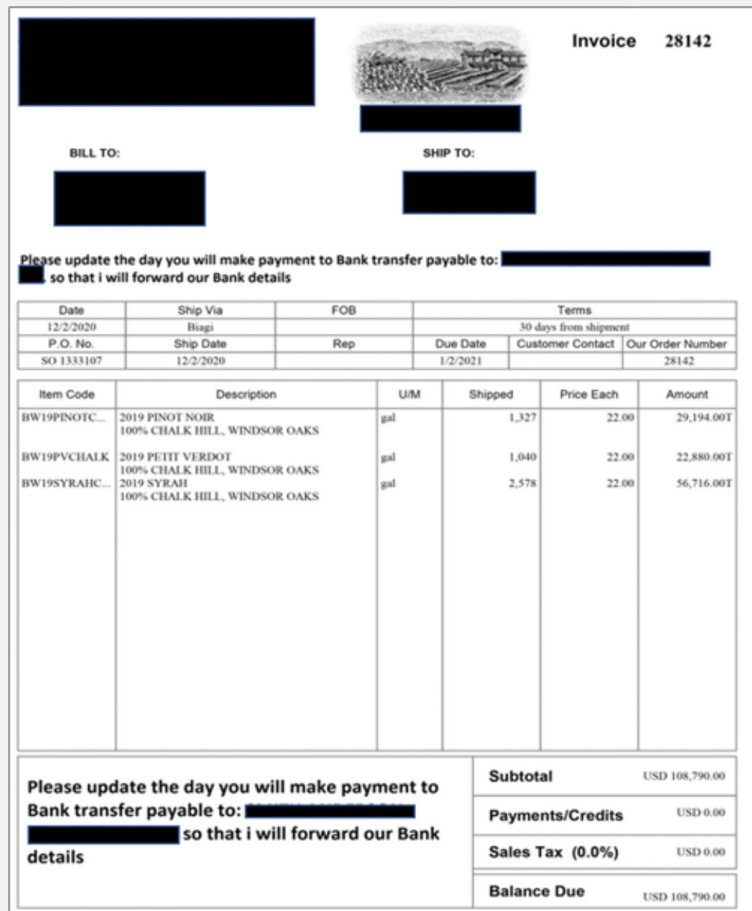 Invoice 28142
BILL TO: SHIP TO:
Please update the day you will make payment to Bank transfer payable to:
so that i will forward our Bank details
Date Ship Via FOB Terms
12/2/2020 Biagi 30 days from shipment
P.O. No. Ship Date Rep Due Date Customer Contact Our Order Number
SO 1333107 12/2/2020 1/2/2021 28142
Item Code Description U/M Shipped Price Each Amount
BW19PINOTC... 2019 PINOT NOIR gal 1,327 22.00 29,194.00T
100% CHALK HILL, WINDSOR OAKS
BW19PVCHALK 2019 PETIT VERDOT gal 1,040 22.00 22,880.00T
100% CHALK HILL, WINDSOR OAKS
BW19SYRAHC... 2019 SYRAH gal 2,578 22.00 56,716.00T
100% CHALK HILL, WINDSOR OAKS
Please update the day you will make payment to
Bank transfer payable to:
so that i will forward our Bank
details
Subtotal USD 108,790.00
Payments/Credits USD 0.00
Sales Tax (0.0%) USD 0.00
Balance Due USD 108,790.00